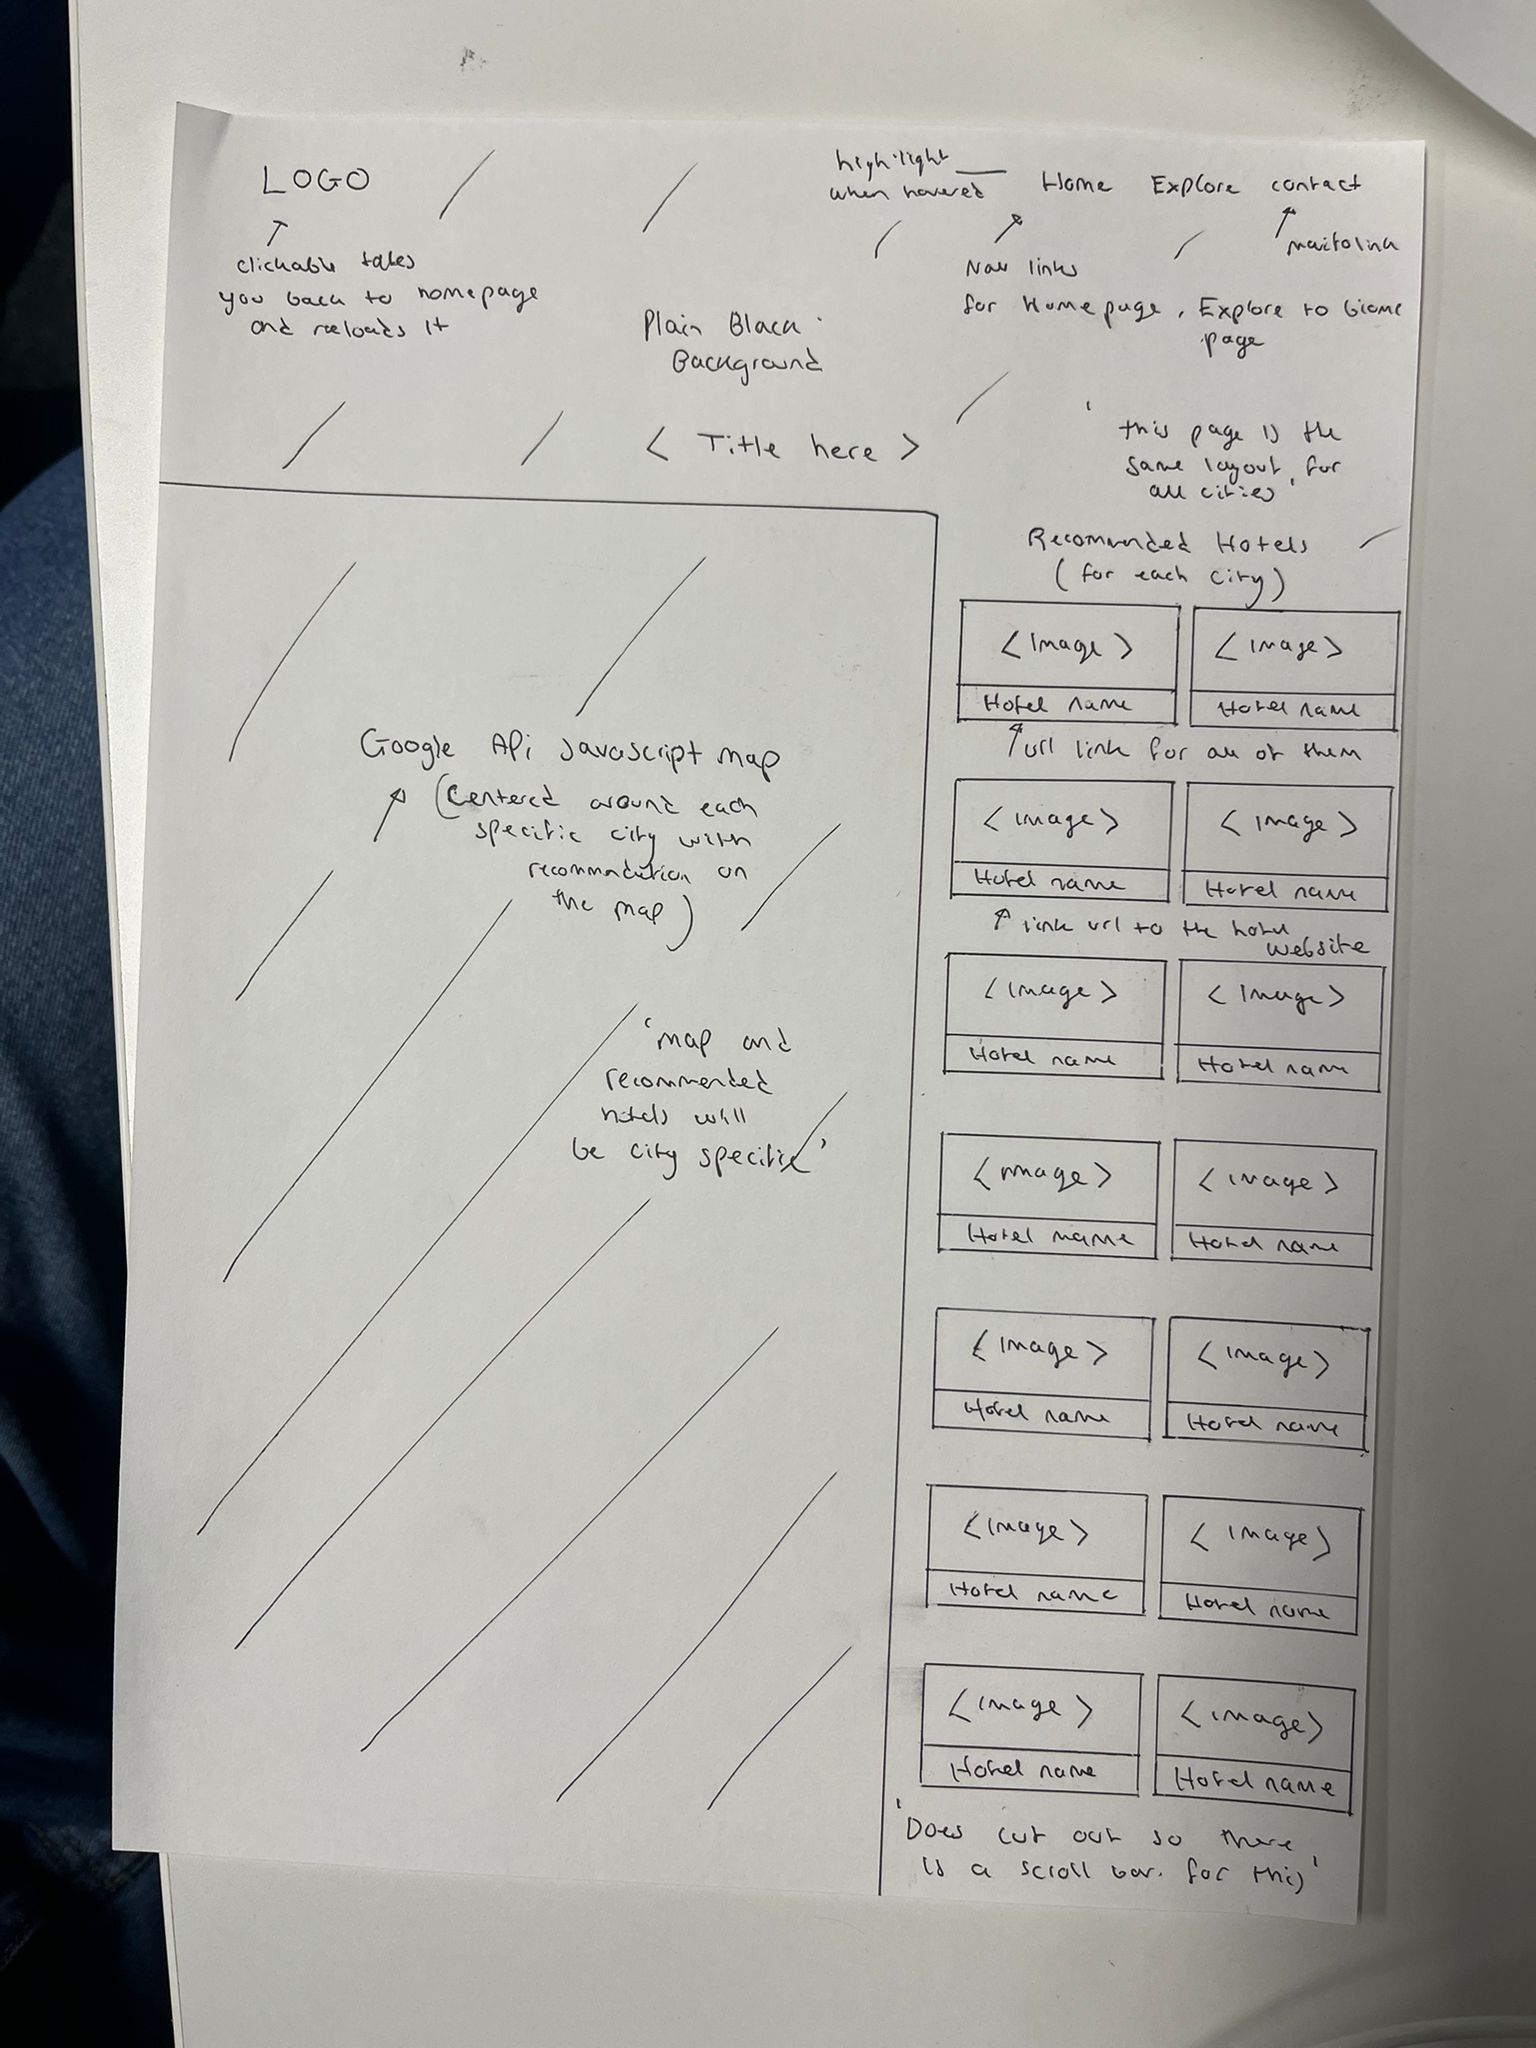 LOGO
clickable takes
you back to homepage
and reloads it
highlight
when hovered
Home Explore contact
Nav links
for Homepage, Explore to
page
Plain Black
Background
< Title here >
'this page is the
same layout for
all cities'
Google Api Javascript map
(Centered around each
specific city with
on
the map)
'map and
recommended
hotels will
be city specific'
Recommended Hotels
(for each city)
<image> <image>
Hotel name Hotel name
url link for all of them
<image> <image>
Hotel name Hotel name
link url to the hotel
website
<image> <image>
Hotel name Hotel name
<image> <image>
Hotel name Hotel name
<image> <image>
Hotel name Hotel name
<image> <image>
Hotel name Hotel name
<image> <image>
Hotel name Hotel name
'Does cut out so there
is a scroll bar. for this'